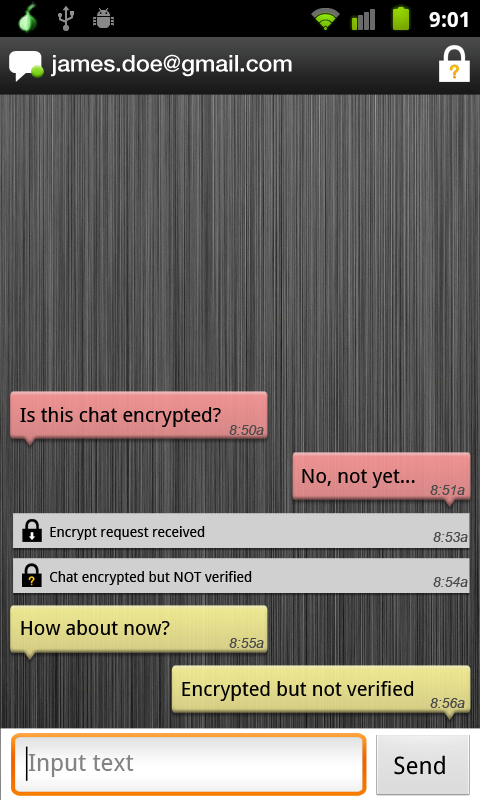 9:01
james.doe@gmail.com
?
Is this chat encrypted?
8:50a
No, not yet...
8:51a
Encrypt request received
8:53a
?
Chat encrypted but NOT verified
8:54a
How about now?
8:55a
Encrypted but not verified
8:56a
Input text
Send